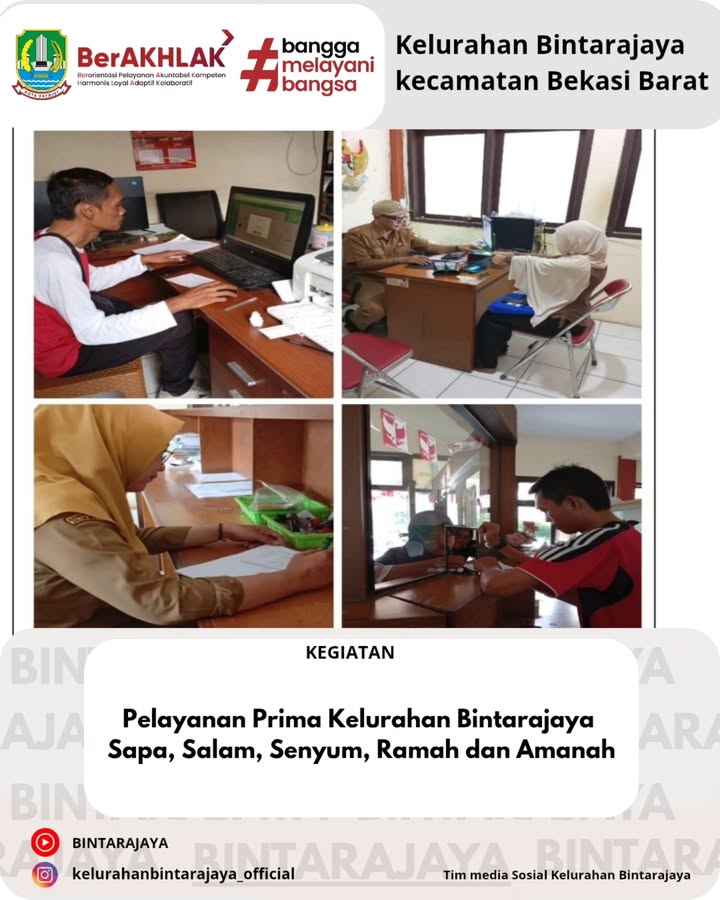 BerAKHLAK
Berorientasi Pelayanan Akuntabel Kompeten
Harmonis Loyal Adaptif Kolaboratif
#bangga
melayani
bangsa
Kelurahan Bintarajaya
kecamatan Bekasi Barat
KEGIATAN
Pelayanan Prima Kelurahan Bintarajaya
Sapa, Salam, Senyum, Ramah dan Amanah
BINTARAJAYA
BINTARAJAYA
kelurahanbintarajaya_official
Tim media Sosial Kelurahan Bintarajaya